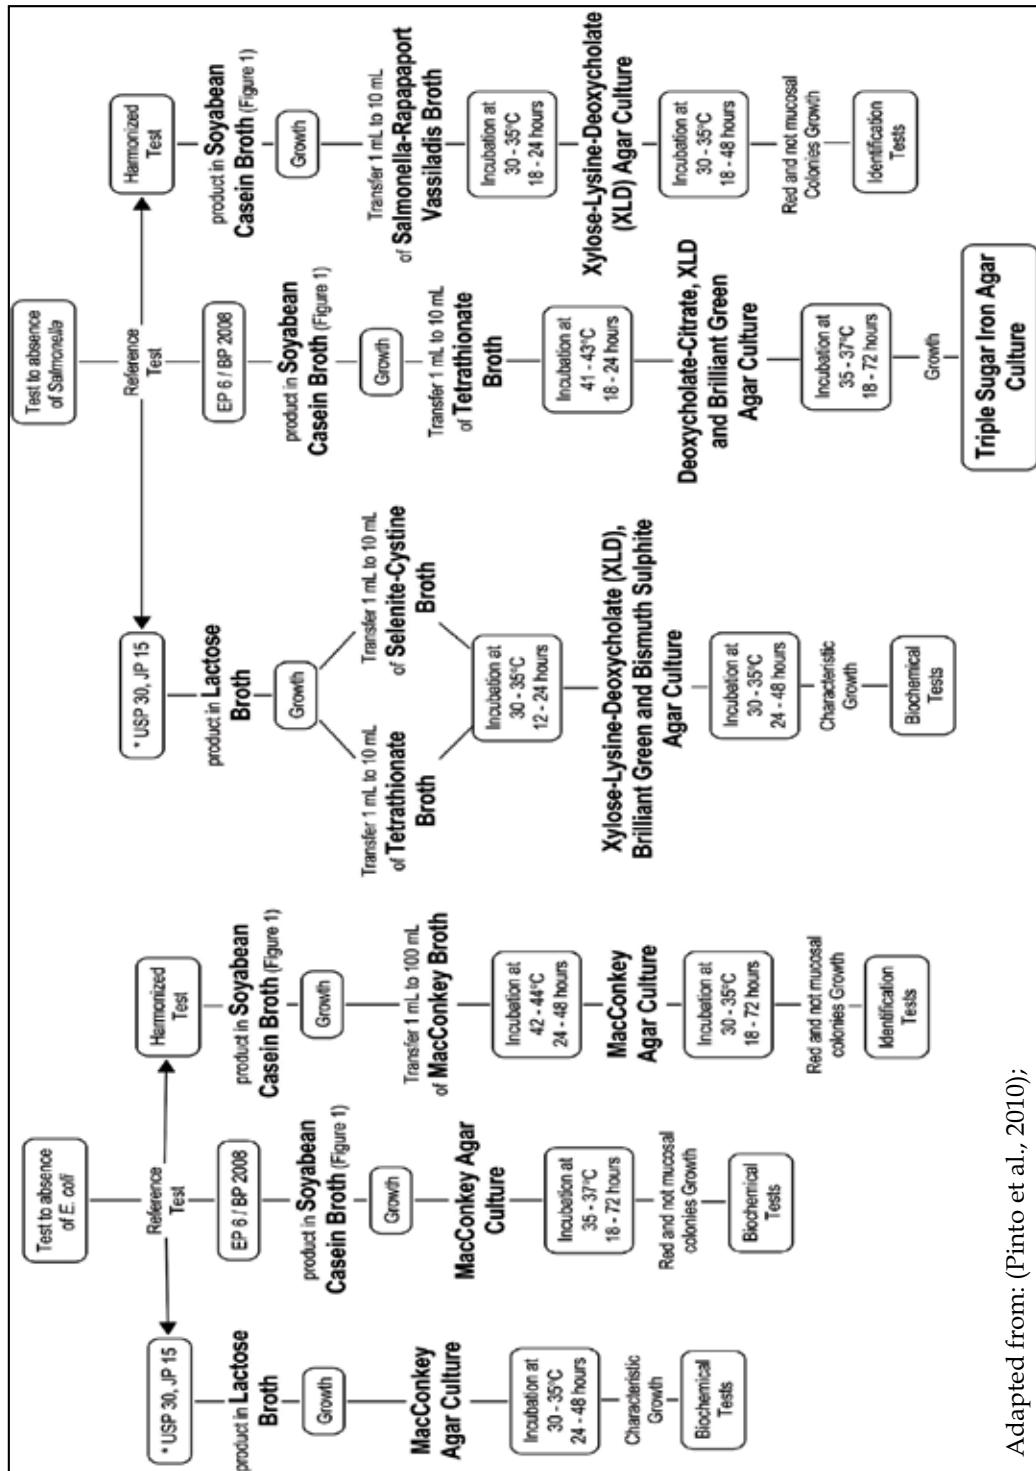 Test to absence
of E. coli
Reference
Test
* USP 30, JP 15
product in Lactose
Broth
Growth
MacConkey
Agar Culture
Incubation at
30 - 35°C
24 - 48 hours
Characteristic
Growth
Biochemical
Tests
EP 6 / BP 2008
product in Soyabean
Casein Broth (Figure 1)
Growth
MacConkey Agar
Culture
Incubation at
35 - 37°C
18 - 72 hours
Red and not mucosal
colonies Growth
Biochemical
Tests
Harmonized
Test
product in Soyabean
Casein Broth (Figure 1)
Growth
Transfer 1 mL to 100 mL
of MacConkey Broth
Incubation at
42 - 44°C
24 - 48 hours
MacConkey
Agar Culture
Incubation at
30 - 35°C
18 - 72 hours
Red and not mucosal
colonies Growth
Identification
Tests
Test to absence
of Salmonella
Reference
Test
* USP 30, JP 15
product in Lactose
Broth
Growth
Transfer 1 mL to 10 mL
of Tetrathionate
Broth
Transfer 1 mL to 10 mL
of Selenite-Cystine
Broth
Incubation at
30 - 35°C
12 - 24 hours
Xylose-Lysine-Deoxycholate (XLD),
Brilliant Green and Bismuth Sulphite
Agar Culture
Incubation at
30 - 35°C
24 - 48 hours
Characteristic
Growth
Biochemical
Tests
EP 6 / BP 2008
product in Soyabean
Casein Broth (Figure 1)
Growth
Transfer 1 mL to 10 mL
of Tetrathionate
Broth
Incubation at
41 - 43°C
18 - 24 hours
Deoxycholate-Citrate, XLD
and Brilliant Green
Agar Culture
Incubation at
35 - 37°C
18 - 72 hours
Growth
Triple Sugar Iron Agar
Culture
Harmonized
Test
product in Soyabean
Casein Broth (Figure 1)
Growth
Transfer 1 mL to 10 mL
of Salmonella-Rapapaport
Vassiladis Broth
Incubation at
30 - 35°C
18 - 24 hours
Xylose-Lysine-Deoxycholate
(XLD) Agar Culture
Incubation at
30 - 35°C
18 - 48 hours
Red and not mucosal
Colonies Growth
Identification
Tests
Adapted from: (Pinto et al., 2010);